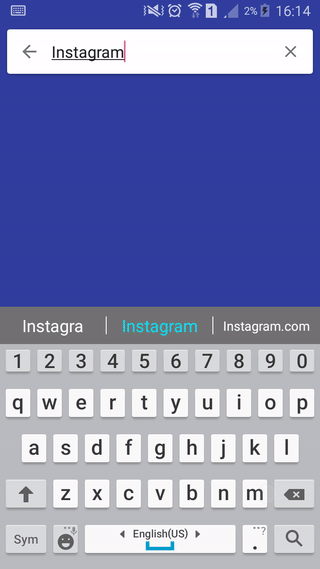 1 2% 16:14
Instagram
Instagra Instagram Instagram.com
1 2 3 4 5 6 7 8 9 0
q w e r t y u i o p
a s d f g h j k l
z x c v b n m
Sym English(US) . ..?